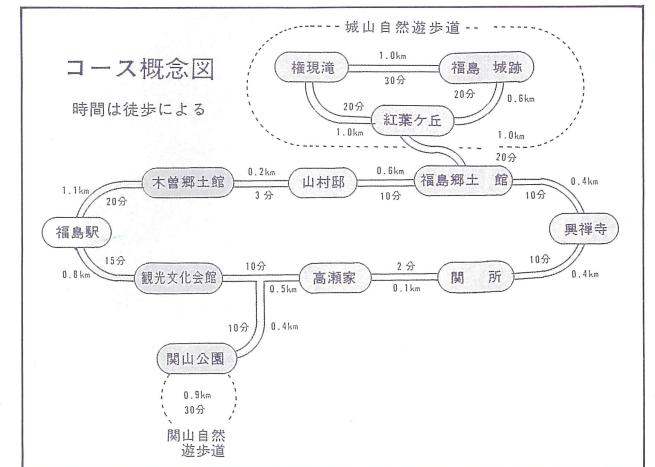 城山自然遊歩道
コース概念図
時間は徒歩による
権現滝
1.0km
30分
福島 城跡
20分
1.0km
紅葉ケ丘
20分
0.6km
1.0km
20分
木曽郷土館
0.2km
3分
山村邸
0.6km
10分
福島郷土 館
0.4km
10分
1.1km
20分
福島駅
興禅寺
0.8km
15分
観光文化会館
10分
0.5km
高瀬家
2分
0.1km
関 所
10分
0.4km
10分
0.4km
関山公園
0.9km
30分
関山自然
遊歩道